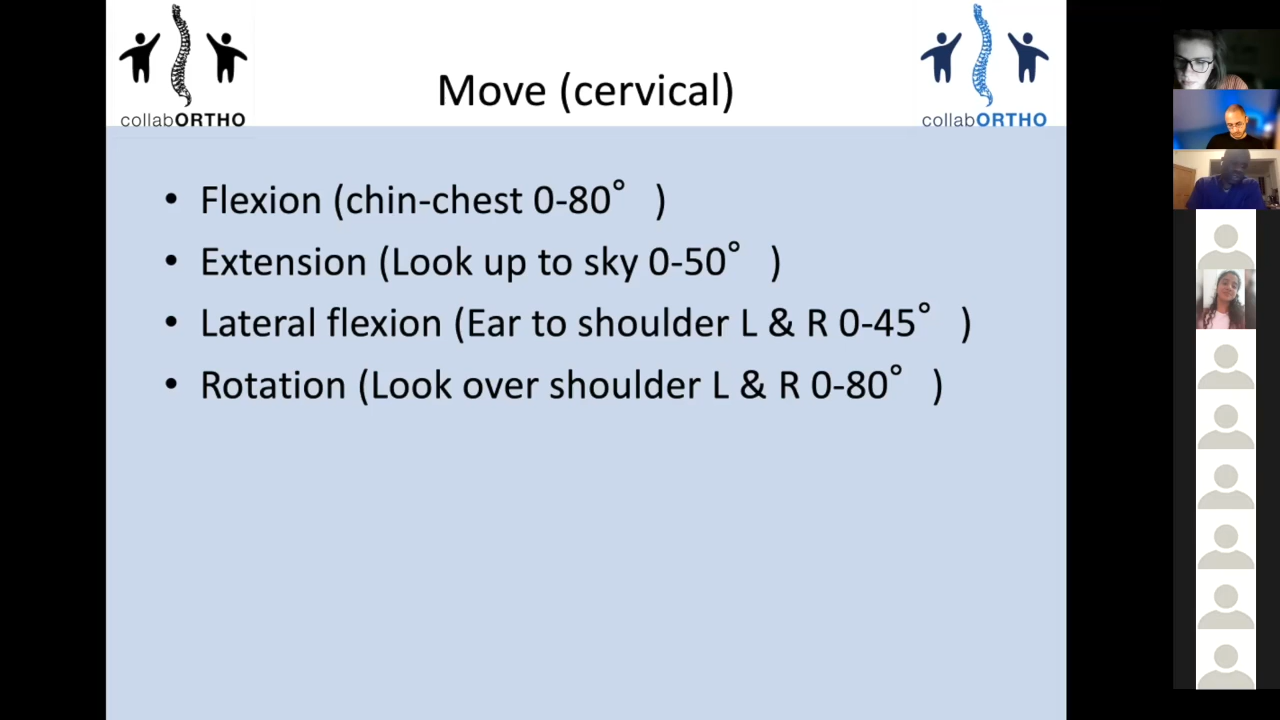 Move (cervical)
collabORTHO
collabORTHO
• Flexion (chin-chest 0-80° )
• Extension (Look up to sky 0-50° )
• Lateral flexion (Ear to shoulder L & R 0-45° )
• Rotation (Look over shoulder L & R 0-80° )